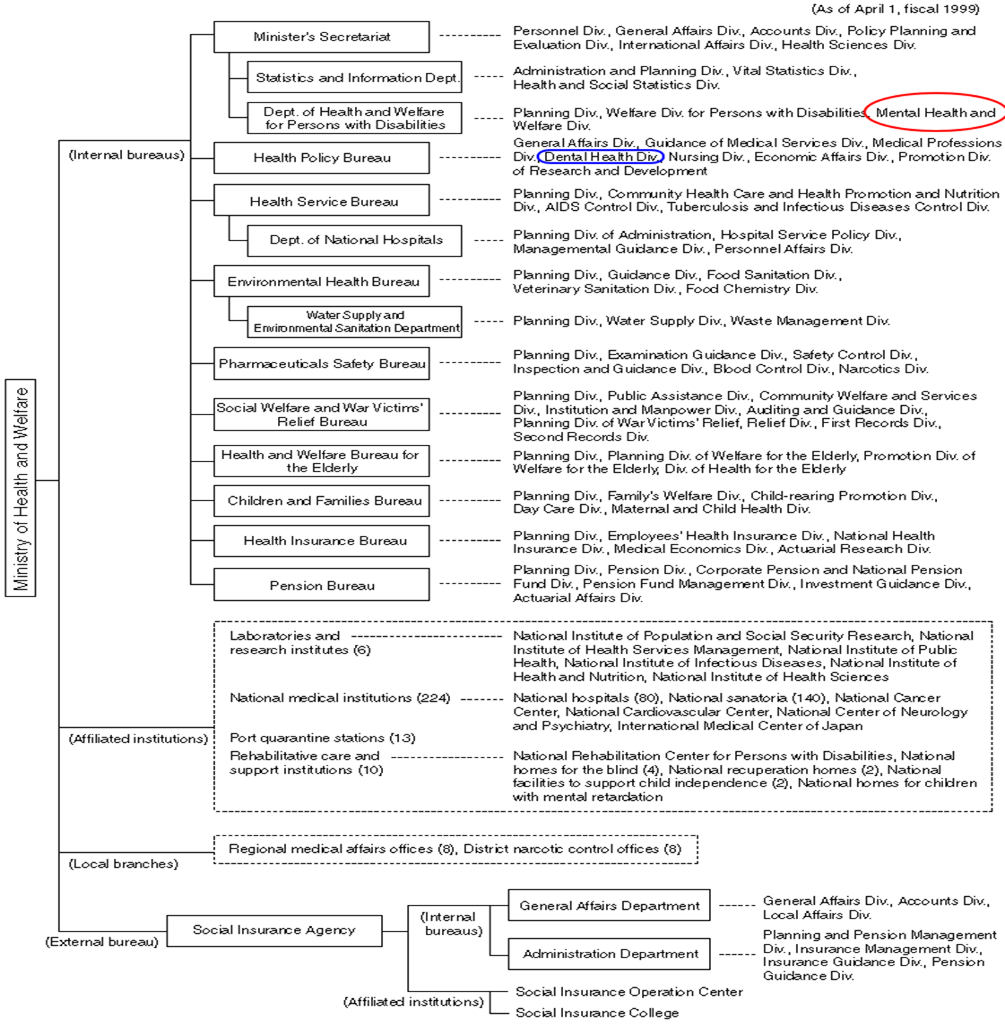 (As of April 1, fiscal 1999)
Ministry of Health and Welfare
(Internal bureaus)
Minister's Secretariat
Personnel Div., General Affairs Div., Accounts Div., Policy Planning and
Evaluation Div., International Affairs Div., Health Sciences Div.
Statistics and Information Dept.
Administration and Planning Div., Vital Statistics Div.,
Health and Social Statistics Div.
Dept. of Health and Welfare
for Persons with Disabilities
Planning Div., Welfare Div. for Persons with Disabilities, Mental Health and
Welfare Div.
Health Policy Bureau
General Affairs Div., Guidance of Medical Services Div., Medical Professions
Div., Dental Health Div., Nursing Div., Economic Affairs Div., Promotion Div.
of Research and Development
Health Service Bureau
Planning Div., Community Health Care and Health Promotion and Nutrition
Div., AIDS Control Div., Tuberculosis and Infectious Diseases Control Div.
Dept. of National Hospitals
Planning Div. of Administration, Hospital Service Policy Div.,
Managemental Guidance Div., Personnel Affairs Div.
Environmental Health Bureau
Planning Div., Guidance Div., Food Sanitation Div.,
Veterinary Sanitation Div., Food Chemistry Div.
Water Supply and
Environmental Sanitation Department
Planning Div., Water Supply Div., Waste Management Div.
Pharmaceuticals Safety Bureau
Planning Div., Examination Guidance Div., Safety Control Div.,
Inspection and Guidance Div., Blood Control Div., Narcotics Div.
Social Welfare and War Victims'
Relief Bureau
Planning Div., Public Assistance Div., Community Welfare and Services
Div., Institution and Manpower Div., Auditing and Guidance Div.,
Planning Div. of War Victims' Relief, Relief Div., First Records Div.,
Second Records Div.
Health and Welfare Bureau for
the Elderly
Planning Div., Planning Div. of Welfare for the Elderly, Promotion Div. of
Welfare for the Elderly, Div. of Health for the Elderly
Children and Families Bureau
Planning Div., Family's Welfare Div., Child-rearing Promotion Div.,
Day Care Div., Maternal and Child Health Div.
Health Insurance Bureau
Planning Div., Employees' Health Insurance Div., National Health
Insurance Div., Medical Economics Div., Actuarial Research Div.
Pension Bureau
Planning Div., Pension Div., Corporate Pension and National Pension
Fund Div., Pension Fund Management Div., Investment Guidance Div.,
Actuarial Affairs Div.
(Affiliated institutions)
Laboratories and
research institutes (6)
National Institute of Population and Social Security Research, National
Institute of Health Services Management, National Institute of Public
Health, National Institute of Infectious Diseases, National Institute of
Health and Nutrition, National Institute of Health Sciences
National medical institutions (224)
National hospitals (80), National sanatoria (140), National Cancer
Center, National Cardiovascular Center, National Center of Neurology
and Psychiatry, International Medical Center of Japan
Port quarantine stations (13)
Rehabilitative care and
support institutions (10)
National Rehabilitation Center for Persons with Disabilities, National
homes for the blind (4), National recuperation homes (2), National
facilities to support child independence (2), National homes for children
with mental retardation
(Local branches)
Regional medical affairs offices (8), District narcotic control offices (8)
(External bureau)
Social Insurance Agency
(Internal
bureaus)
General Affairs Department
General Affairs Div., Accounts Div.,
Local Affairs Div.
Administration Department
Planning and Pension Management
Div., Insurance Management Div.,
Insurance Guidance Div., Pension
Guidance Div.
(Affiliated institutions)
Social Insurance Operation Center
Social Insurance College